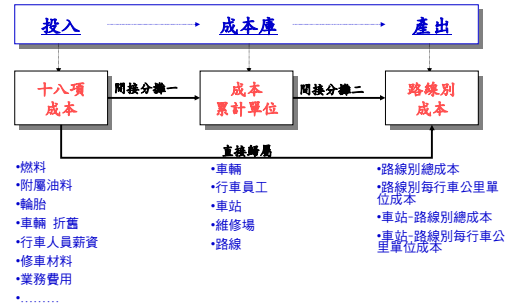 投入
成本庫
產出
十八項
成本
間接分攤一
成本
累計單位
間接分攤二
路線別
成本
直接歸屬
•燃料
•附屬油料
•輪胎
•車輛 折舊
•行車人員薪資
•修車材料
•業務費用
•………
•車輛
•行車員工
•車站
•維修場
•路線
•路線別總成本
•路線別每行車公里單
位成本
•車站-路線別總成本
•車站-路線別每行車公
里單位成本